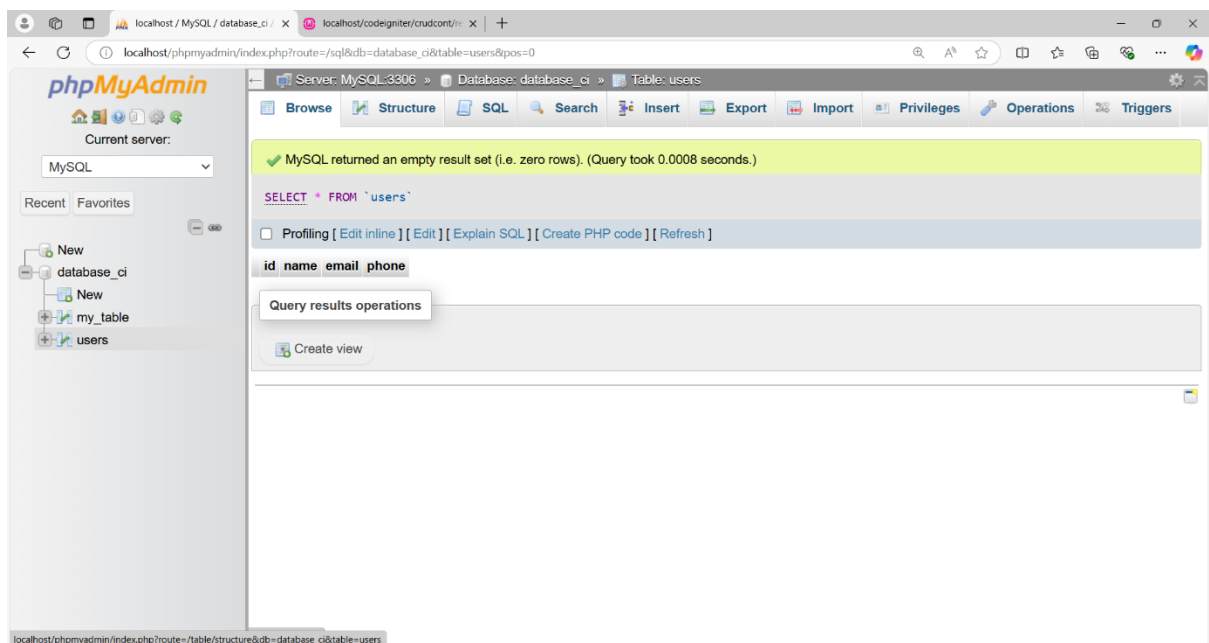 localhost / MySQL / database_ci /
localhost/codeigniter/crudcont/re
localhost/phpmyadmin/index.php?route=/sql&db=database_ci&table=users&pos=0
phpMyAdmin
Current server:
MySQL
Recent Favorites
New
database_ci
New
my_table
users
Server: MySQL:3306 » Database: database_ci » Table: users
Browse Structure SQL Search Insert Export Import Privileges Operations Triggers
MySQL returned an empty result set (i.e. zero rows). (Query took 0.0008 seconds.)
SELECT * FROM `users`
Profiling [ Edit inline ] [ Edit ] [ Explain SQL ] [ Create PHP code ] [ Refresh ]
id name email phone
Query results operations
Create view
localhost/phpmyadmin/index.php?route=/table/structure&db=database_ci&table=users